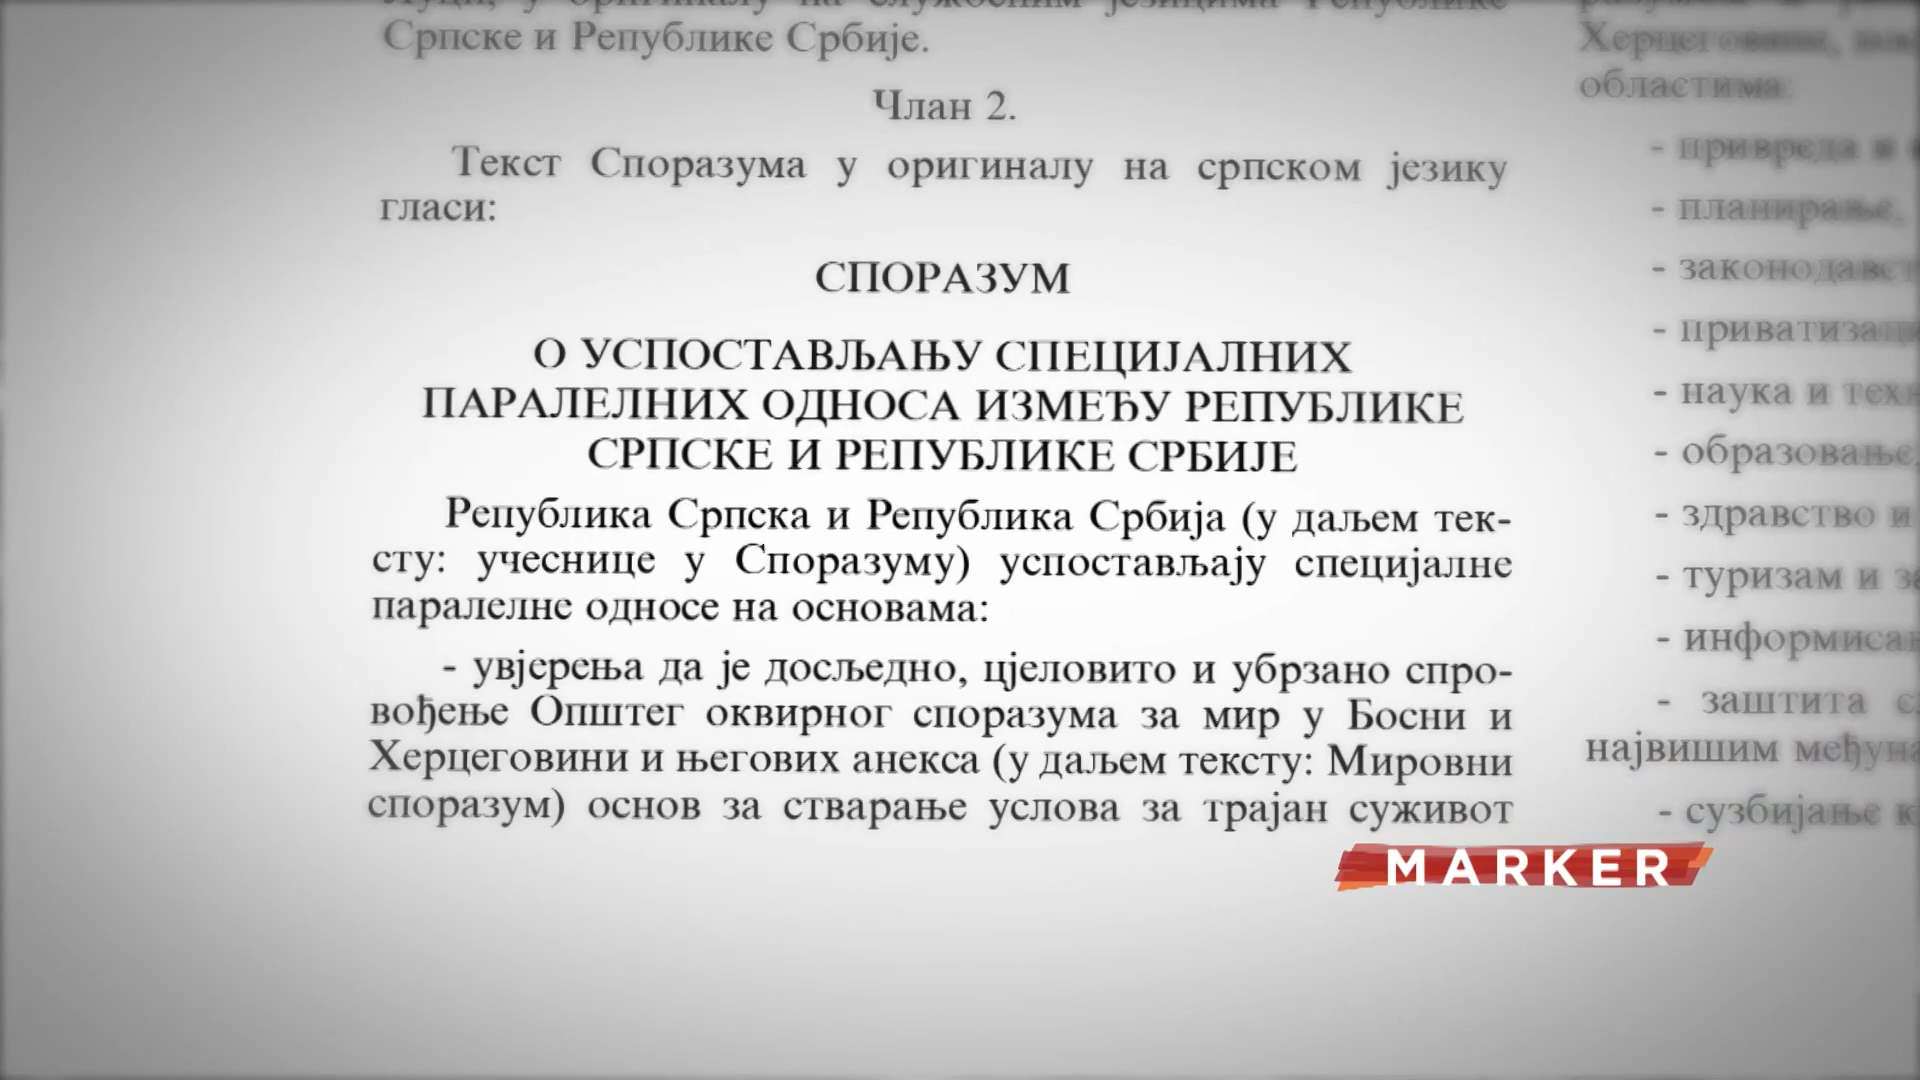 Српске и Републике Србије.
Члан 2.
Текст Споразума у оригиналу на српском језику
гласи:
СПОРАЗУМ
О УСПОСТАВЉАЊУ СПЕЦИЈАЛНИХ
ПАРАЛЕЛНИХ ОДНОСА ИЗМЕЂУ РЕПУБЛИКЕ
СРПСКЕ И РЕПУБЛИКЕ СРБИЈЕ
Република Српска и Република Србија (у даљем тек-
сту: учеснице у Споразуму) успостављају специјалне
паралелне односе на основама:
- увјерења да је досљедно, цјеловито и убрзано спро-
вођење Општег оквирног споразума за мир у Босни и
Херцеговини и његових анекса (у даљем тексту: Мировни
споразум) основ за стварање услова за трајан суживот
областима:
- привреда и
- планирање,
- законодавст
- приватизаци
- наука и техн
- образовање,
- здравство и
- туризам и за
- информисањ
- заштита сл
највишим међуна
- сузбијање к
MARKER